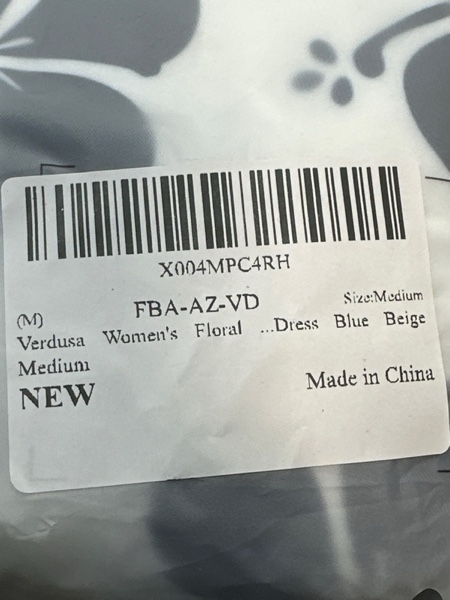 X004MPC4RH
FBA-AZ-VD
(M) Size:Medium
Verdusa Women's Floral ...Dress Blue Beige
Medium
NEW Made in China